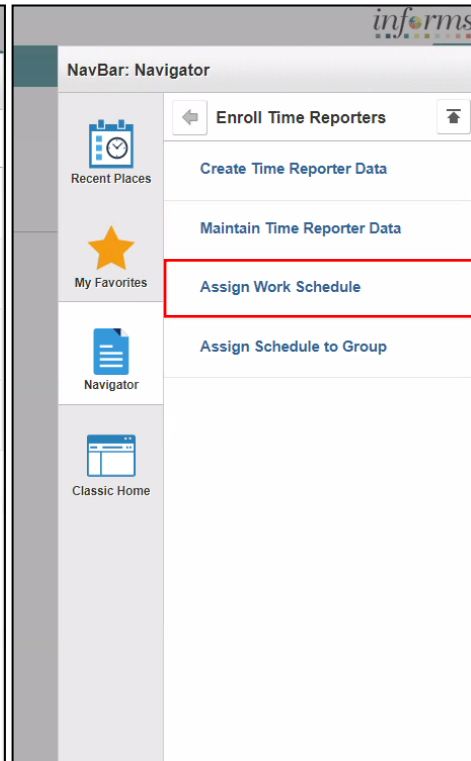 informs
NavBar: Navigator
Recent Places
My Favorites
Navigator
Classic Home
Enroll Time Reporters
Create Time Reporter Data
Maintain Time Reporter Data
Assign Work Schedule
Assign Schedule to Group